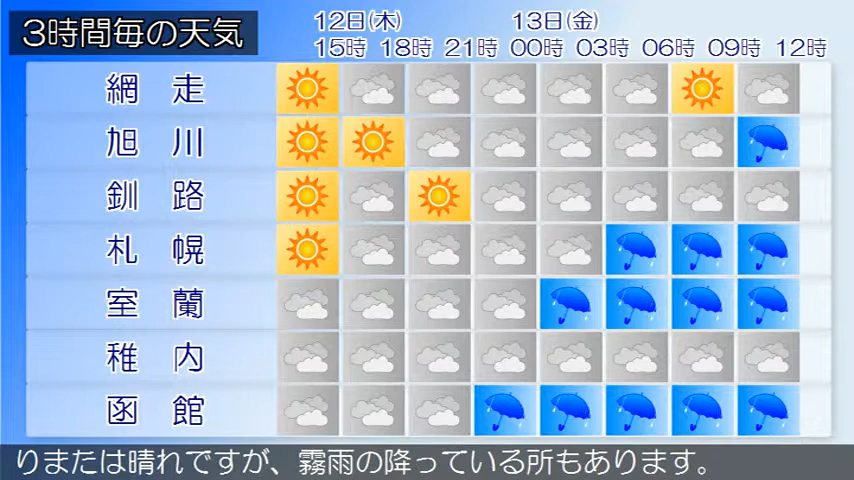 3時間毎の天気
12日(木) 13日(金)
15時 18時 21時 00時 03時 06時 09時 12時
網 走
旭 川
釧 路
札 幌
室 蘭
稚 内
函 館
りまたは晴れですが、霧雨の降っている所もあります。